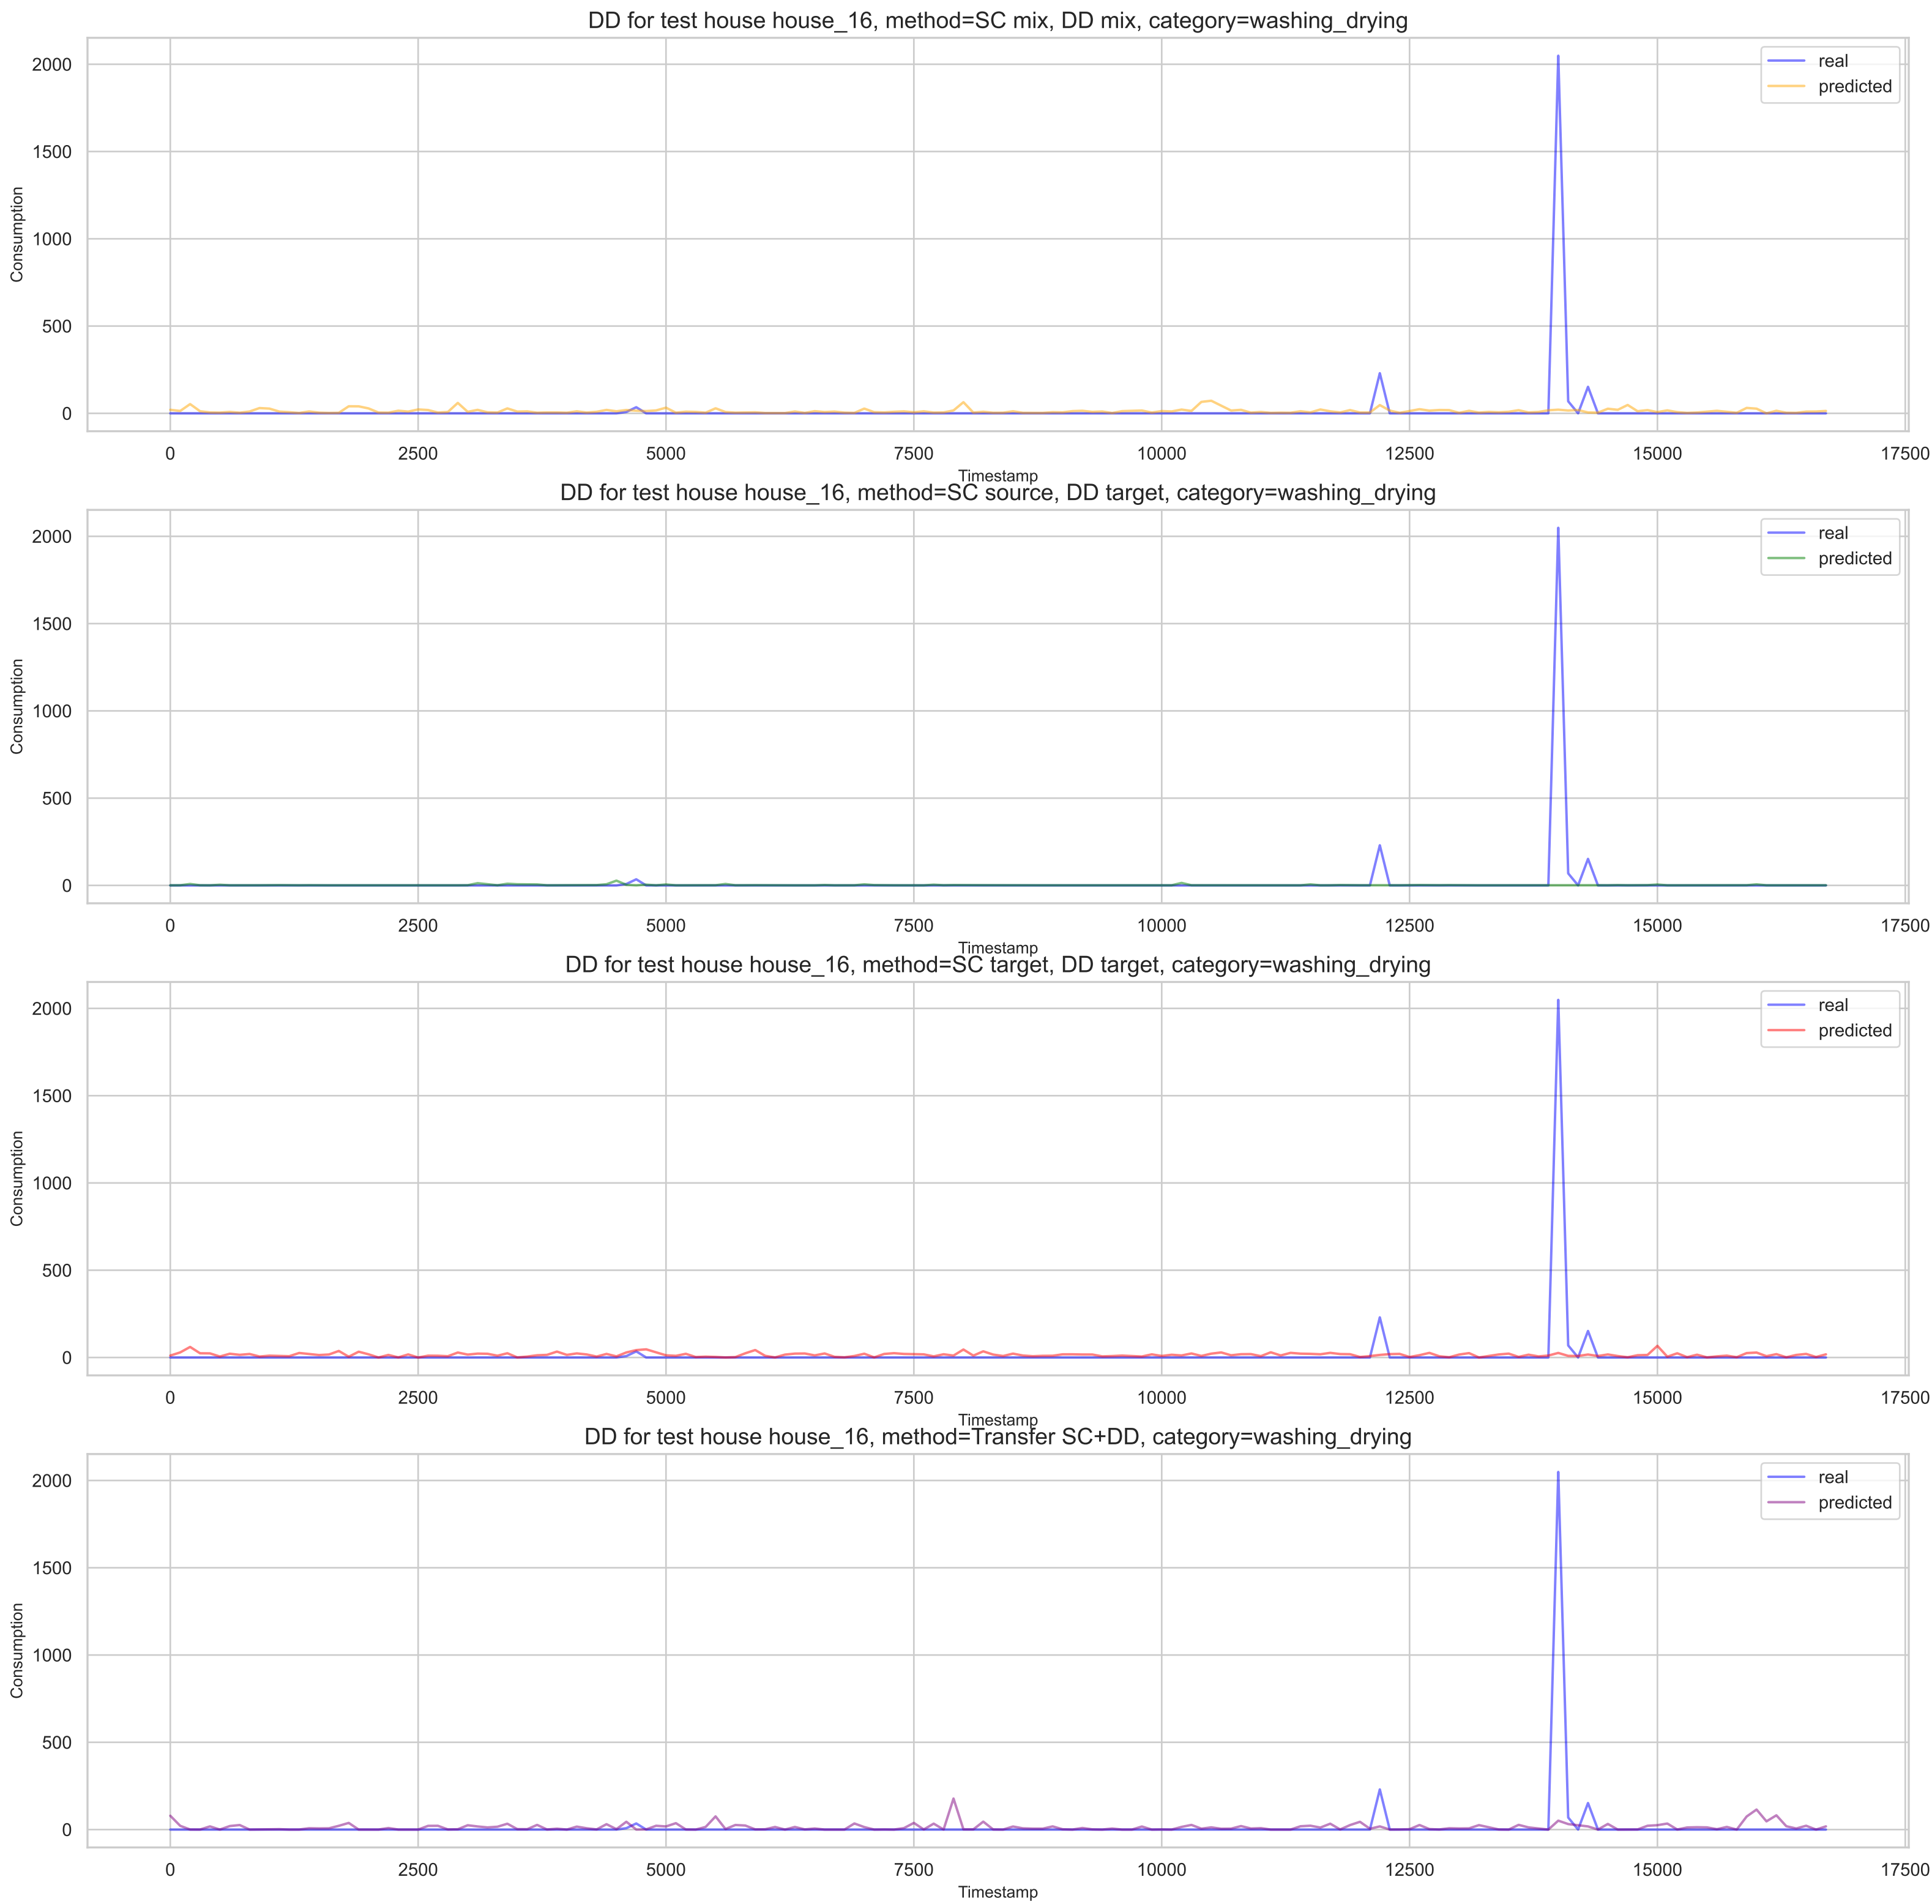 DD for test house house_16, method=SC mix, DD mix, category=washing_drying
real
predicted
2000
1500
1000
500
0
Consumption
0 2500 5000 7500 10000 12500 15000 17500
Timestamp
DD for test house house_16, method=SC source, DD target, category=washing_drying
real
predicted
2000
1500
1000
500
0
Consumption
0 2500 5000 7500 10000 12500 15000 17500
Timestamp
DD for test house house_16, method=SC target, DD target, category=washing_drying
real
predicted
2000
1500
1000
500
0
Consumption
0 2500 5000 7500 10000 12500 15000 17500
Timestamp
DD for test house house_16, method=Transfer SC+DD, category=washing_drying
real
predicted
2000
1500
1000
500
0
Consumption
0 2500 5000 7500 10000 12500 15000 17500
Timestamp